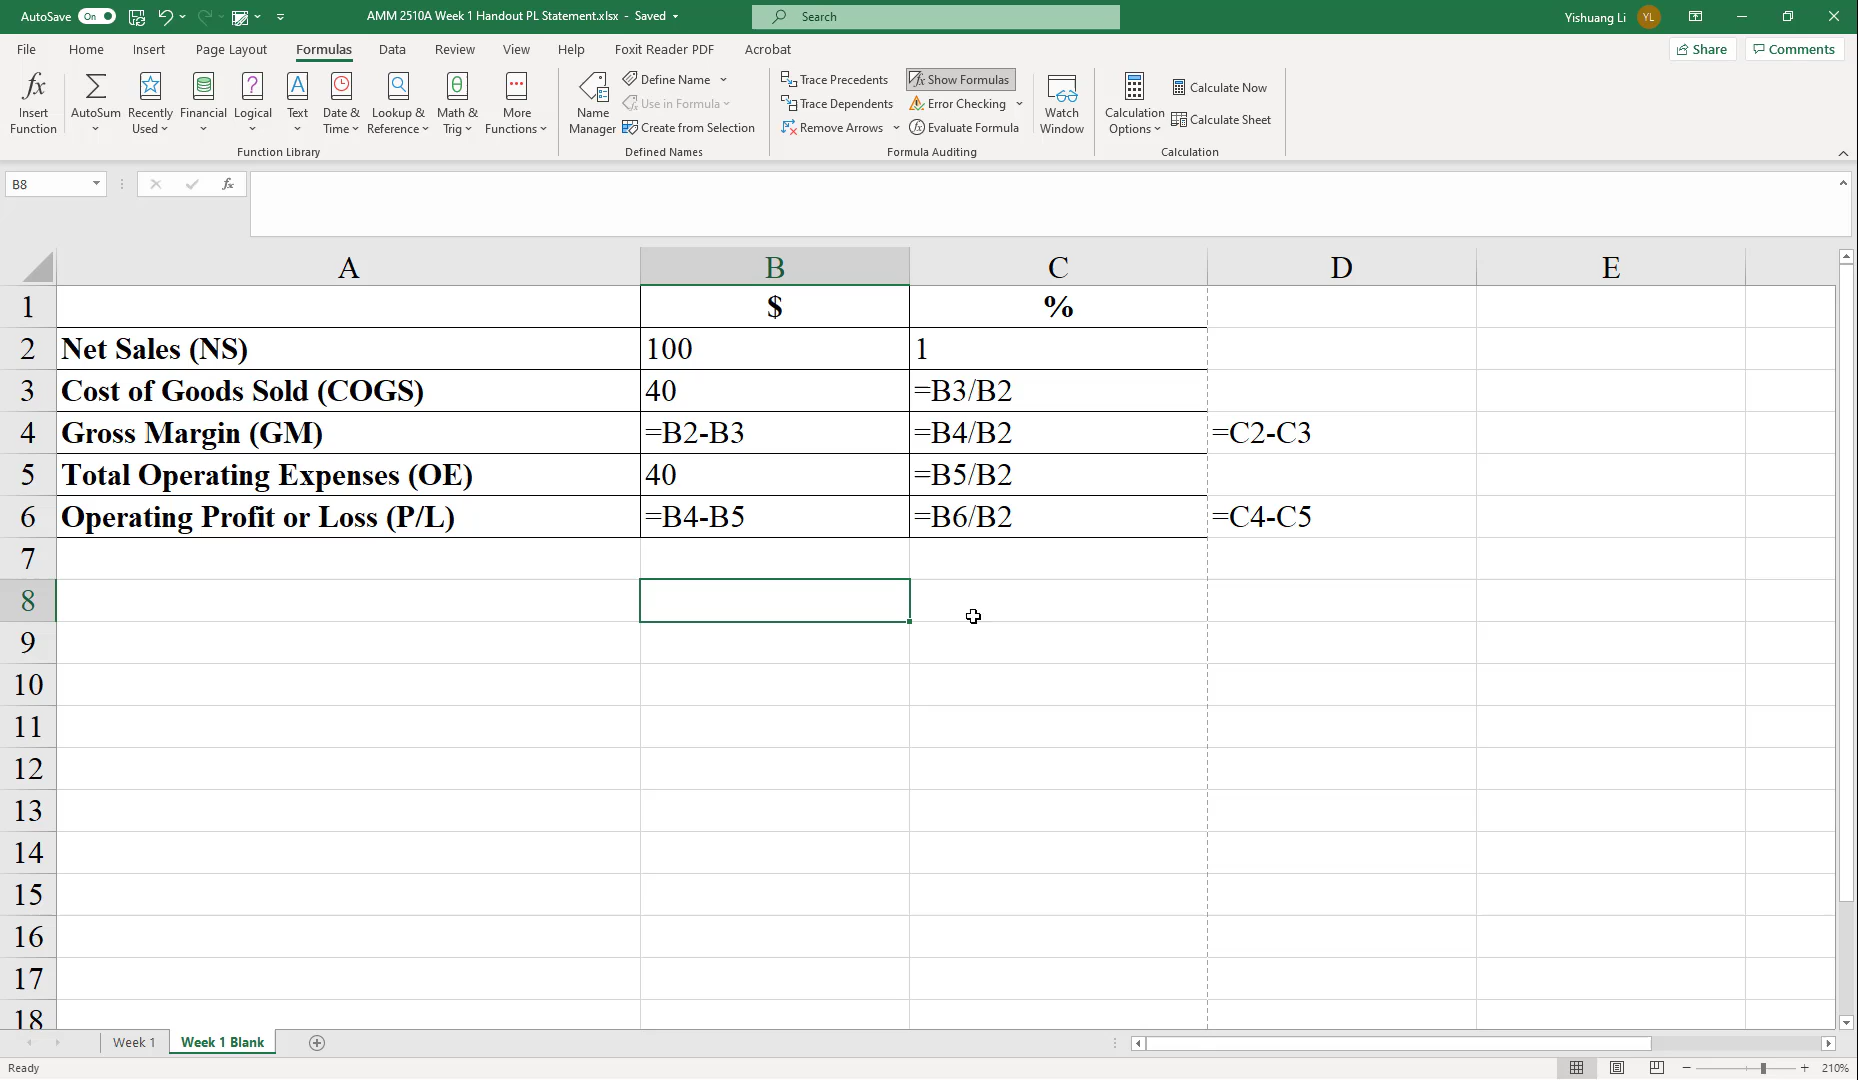 AutoSave On AMM 2510A Week 1 Handout PL Statement.xlsx - Saved Search Yishuang Li YL
File Home Insert Page Layout Formulas Data Review View Help Foxit Reader PDF Acrobat Share Comments
fx Insert Function
AutoSum
Recently Used
Financial
Logical
Text
Date & Time
Lookup & Reference
Math & Trig
More Functions
Function Library
Name Manager
Define Name
Use in Formula
Create from Selection
Defined Names
Trace Precedents
Trace Dependents
Remove Arrows
Show Formulas
Error Checking
Evaluate Formula
Formula Auditing
Watch Window
Calculation Options
Calculate Now
Calculate Sheet
Calculation
B8 fx
A B C D E
1 $ %
2 Net Sales (NS) 100 1
3 Cost of Goods Sold (COGS) 40 =B3/B2
4 Gross Margin (GM) =B2-B3 =B4/B2 =C2-C3
5 Total Operating Expenses (OE) 40 =B5/B2
6 Operating Profit or Loss (P/L) =B4-B5 =B6/B2 =C4-C5
7
8
9
10
11
12
13
14
15
16
17
18
Week 1 Week 1 Blank
Ready 210%